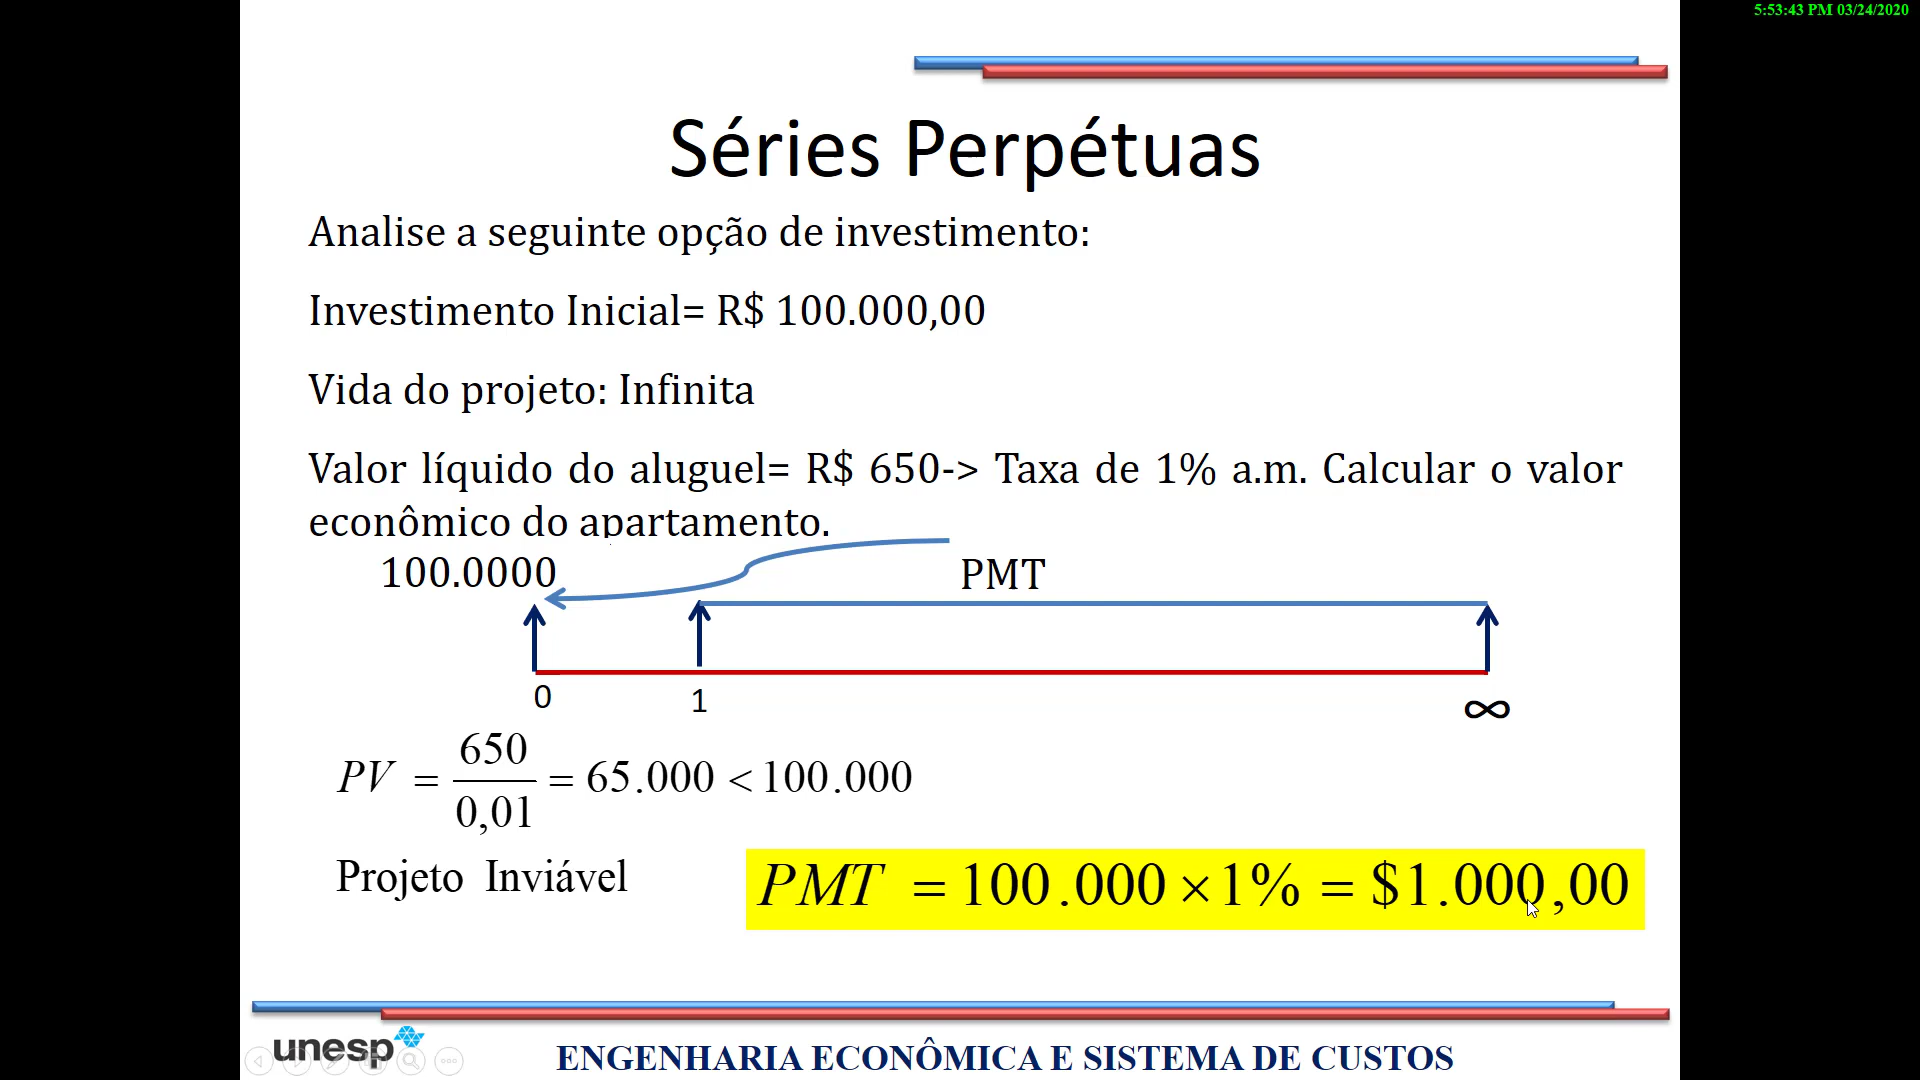 5:53:43 PM 03/24/2020
Séries Perpétuas
Analise a seguinte opção de investimento:
Investimento Inicial= R$ 100.000,00
Vida do projeto: Infinita
Valor líquido do aluguel= R$ 650-> Taxa de 1% a.m. Calcular o valor
econômico do apartamento.
100.0000
PMT
0
1
∞
PV = 650/0,01 = 65.000 < 100.000
Projeto Inviável
PMT = 100.000 × 1% = $1.000,00
unesp
ENGENHARIA ECONÔMICA E SISTEMA DE CUSTOS